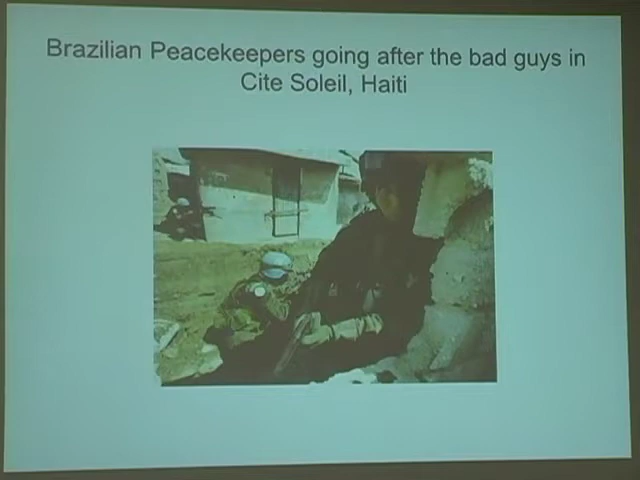 Brazilian Peacekeepers going after the bad guys in
Cite Soleil, Haiti